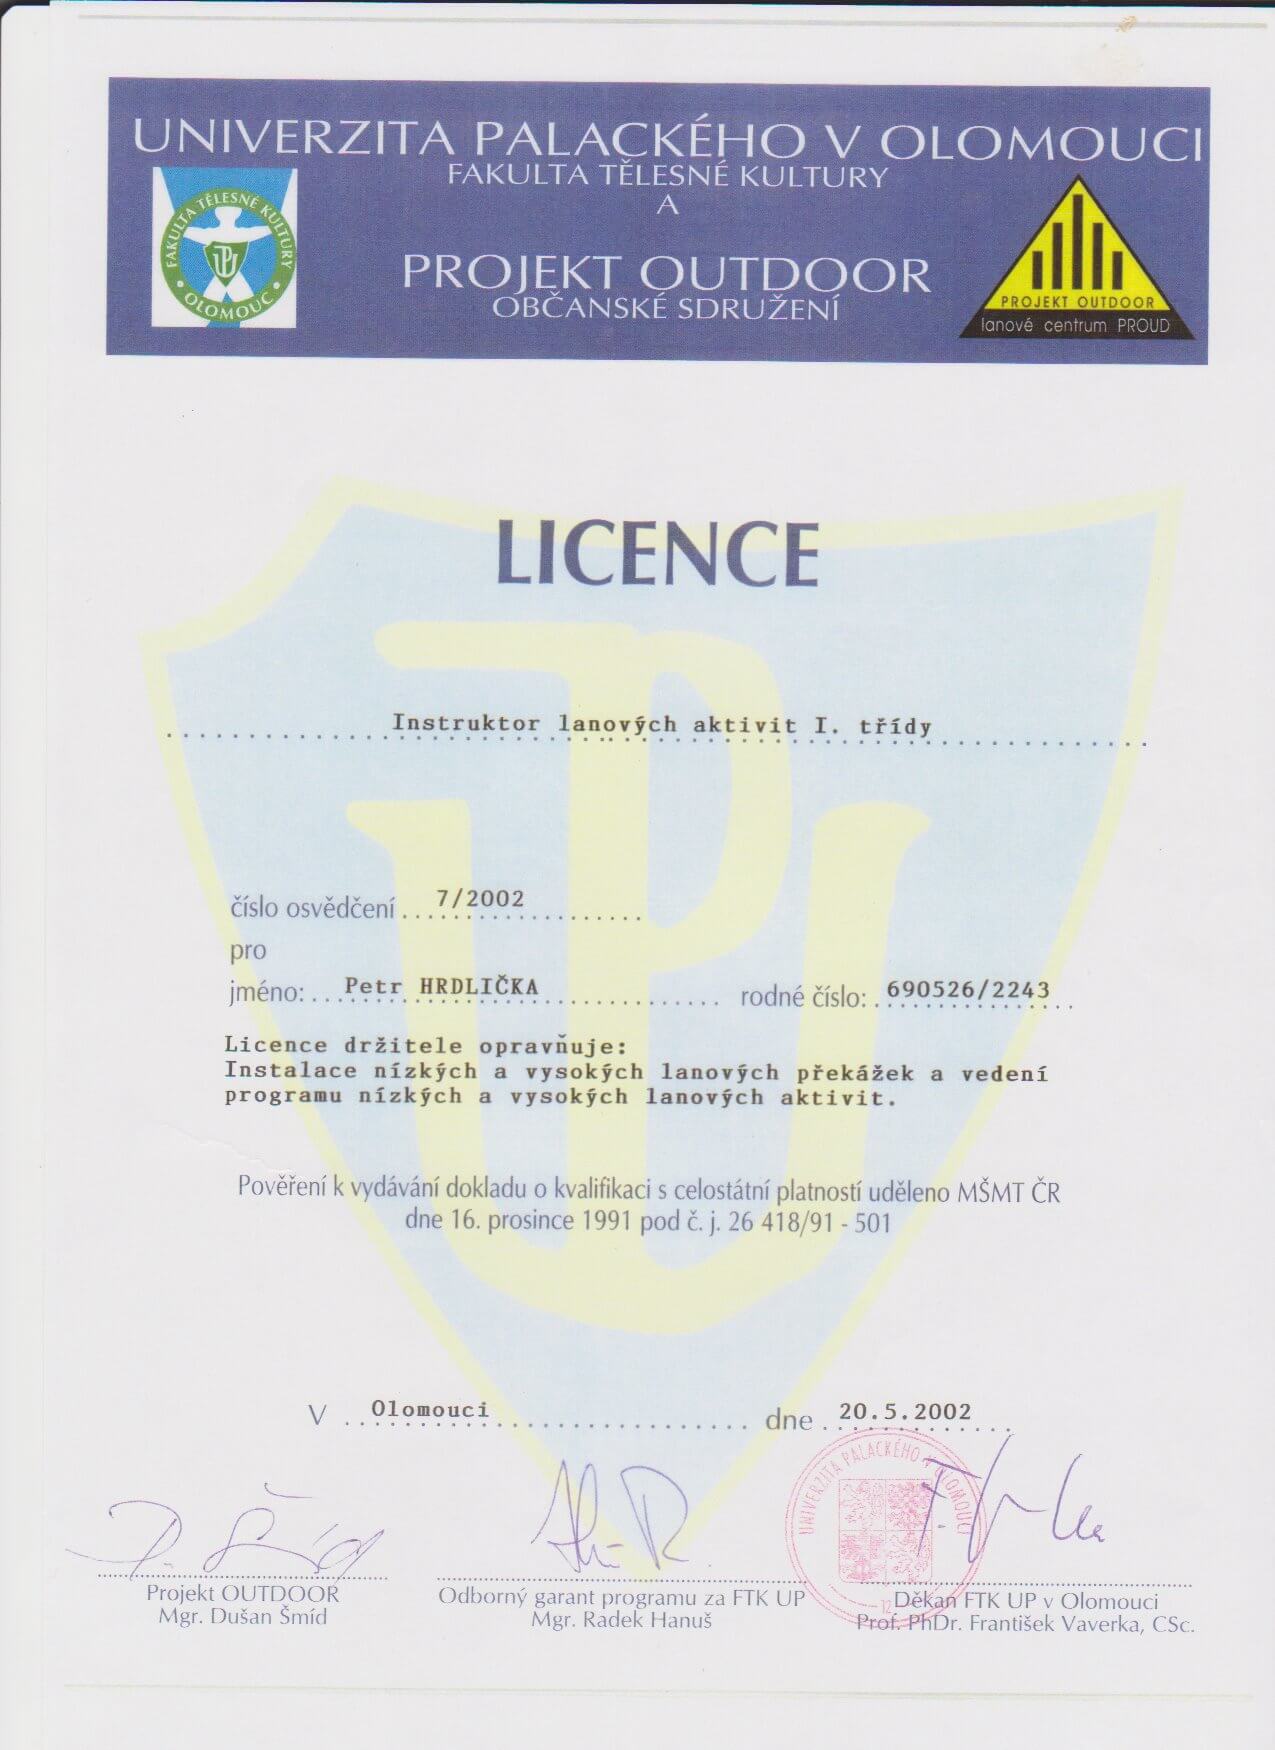 UNIVERZITA PALACKÉHO V OLOMOUCI
FAKULTA TĚLESNÉ KULTURY
A
PROJEKT OUTDOOR
OBČANSKÉ SDRUŽENÍ
FAKULTA TĚLESNÉ KULTURY
OLOMOUC
PROJEKT OUTDOOR
lanové centrum PROUD
LICENCE
Instruktor lanových aktivit I. třídy
číslo osvědčení 7/2002
pro
jméno: Petr HRDLIČKA rodné číslo: 690526/2243
Licence držitele opravňuje:
Instalace nízkých a vysokých lanových překážek a vedení
programu nízkých a vysokých lanových aktivit.
Pověření k vydávání dokladu o kvalifikaci s celostátní platností uděleno MŠMT ČR
dne 16. prosince 1991 pod č. j. 26 418/91 - 501
V Olomouci dne 20.5.2002
UNIVERZITA PALACKÉHO V OLOMOUCI
- 12 -
D. Šmíd
Projekt OUTDOOR
Mgr. Dušan Šmíd
Odborný garant programu za FTK UP
Mgr. Radek Hanuš
Děkan FTK UP v Olomouci
Prof. PhDr. František Vaverka, CSc.